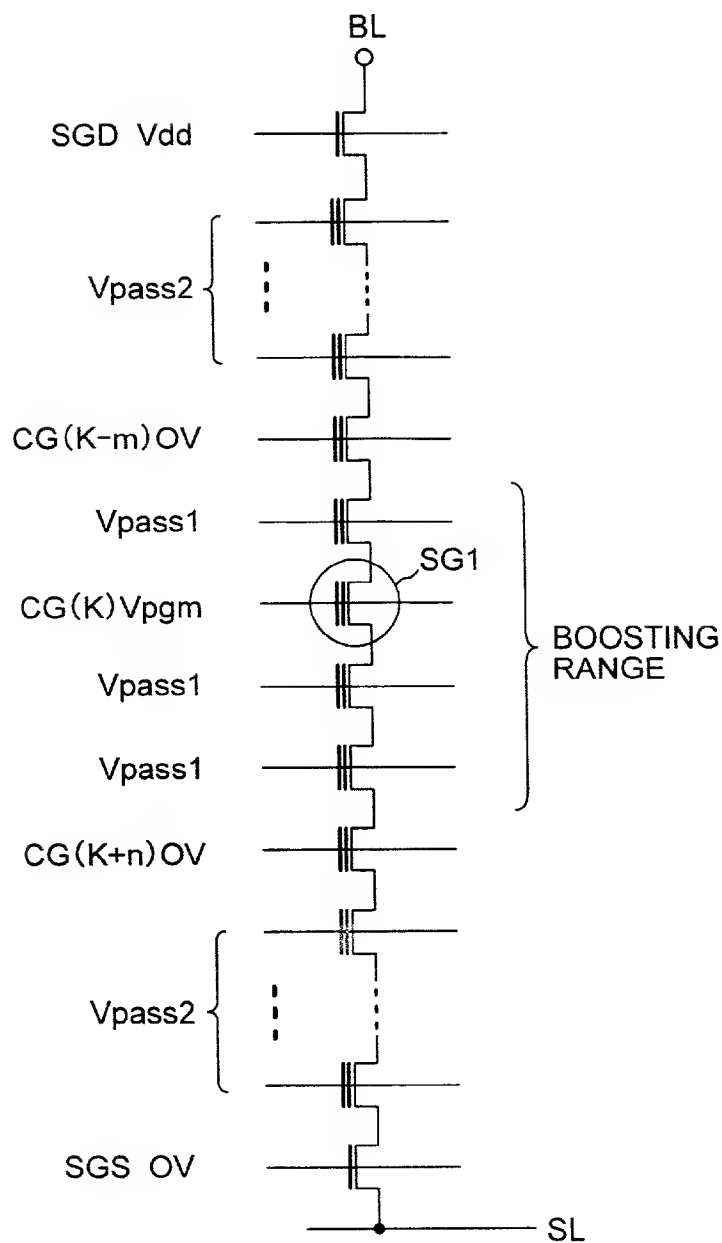 BL
SGD Vdd
Vpass2
CG(K-m)OV
Vpass1
SG1
CG(K)Vpgm
BOOSTING
RANGE
Vpass1
Vpass1
CG(K+n)OV
Vpass2
SGS OV
SL